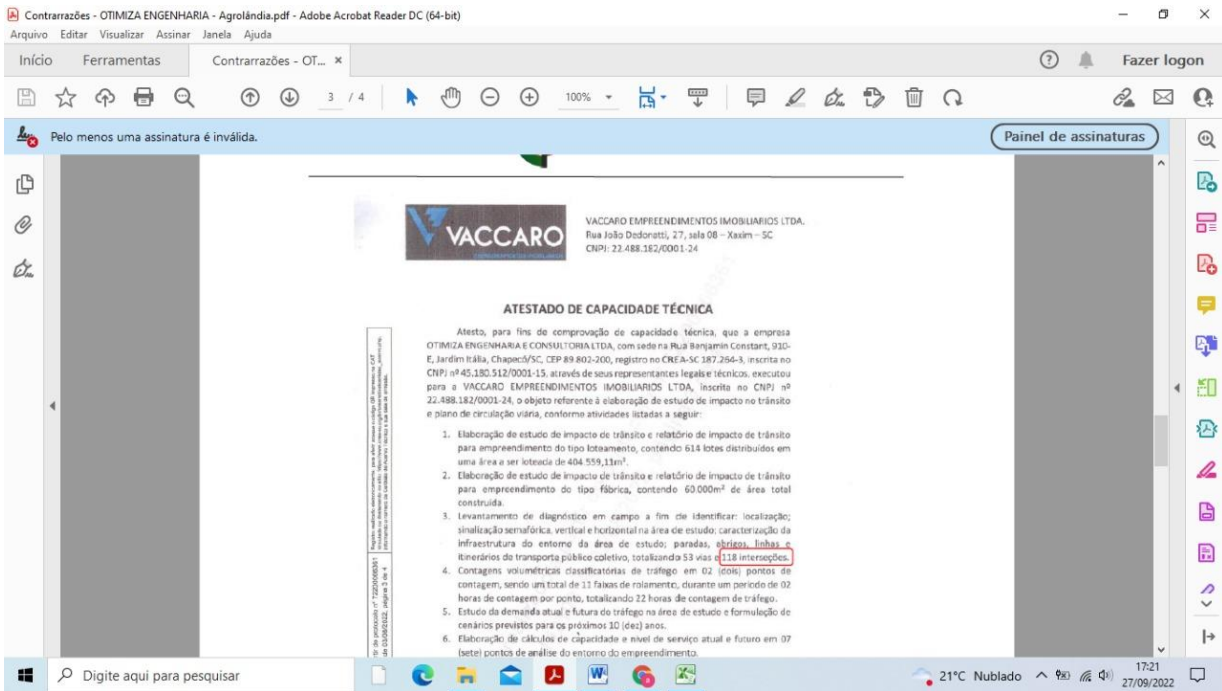 Contrarrazões - OTIMIZA ENGENHARIA - Agrolândia.pdf - Adobe Acrobat Reader DC (64-bit)
Arquivo Editar Visualizar Assinar Janela Ajuda
Início Ferramentas Contrarrazões - OT... × Fazer logon
3 / 4 100%
Pelo menos uma assinatura é inválida. Painel de assinaturas
VACCARO
VACCARO EMPREENDIMENTOS IMOBILIARIOS LTDA.
Rua João Dedonatti, 27, sala 08 – Xaxim – SC
CNPJ: 22.488.182/0001-24
ATESTADO DE CAPACIDADE TÉCNICA
Atesto, para fins de comprovação de capacidade técnica, que a empresa
OTIMIZA ENGENHARIA E CONSULTORIA LTDA, com sede na Rua Benjamin Constant, 910-
E, Jardim Itália, Chapecó/SC, CEP 89.802-200, registro no CREA-SC 187.264-3, inscrita no
CNPJ nº 45.180.512/0001-15, através de seus representantes legais e técnicos, executou
para a VACCARO EMPREENDIMENTOS IMOBILIARIOS LTDA, inscrita no CNPJ nº
22.488.182/0001-24, o objeto referente à elaboração de estudo de impacto no trânsito
e plano de circulação viária, conforme atividades listadas a seguir:
1. Elaboração de estudo de impacto de trânsito e relatório de impacto de trânsito
para empreendimento do tipo loteamento, contendo 614 lotes distribuídos em
uma área a ser loteada de 404.559,11m².
2. Elaboração de estudo de impacto de trânsito e relatório de impacto de trânsito
para empreendimento do tipo fábrica, contendo 60.000m² de área total
construída.
3. Levantamento de diagnóstico em campo a fim de identificar: localização;
sinalização semafórica, vertical e horizontal na área de estudo; caracterização da
infraestrutura do entorno da área de estudo; paradas, abrigos, linhas e
itinerários do transporte público coletivo, totalizando 53 vias e 118 interseções.
4. Contagens volumétricas classificatórias de tráfego em 02 (dois) pontos de
contagem, sendo um total de 11 faixas de rolamento, durante um período de 02
horas de contagem por ponto, totalizando 22 horas de contagem de tráfego.
5. Estudo da demanda atual e futura do tráfego na área de estudo e formulação de
cenários previstos para os próximos 10 (dez) anos.
6. Elaboração de cálculos de capacidade e nível de serviço atual e futuro em 07
(sete) pontos de análise do entorno do empreendimento.
Digite aqui para pesquisar 21°C Nublado 17:21
27/09/2022